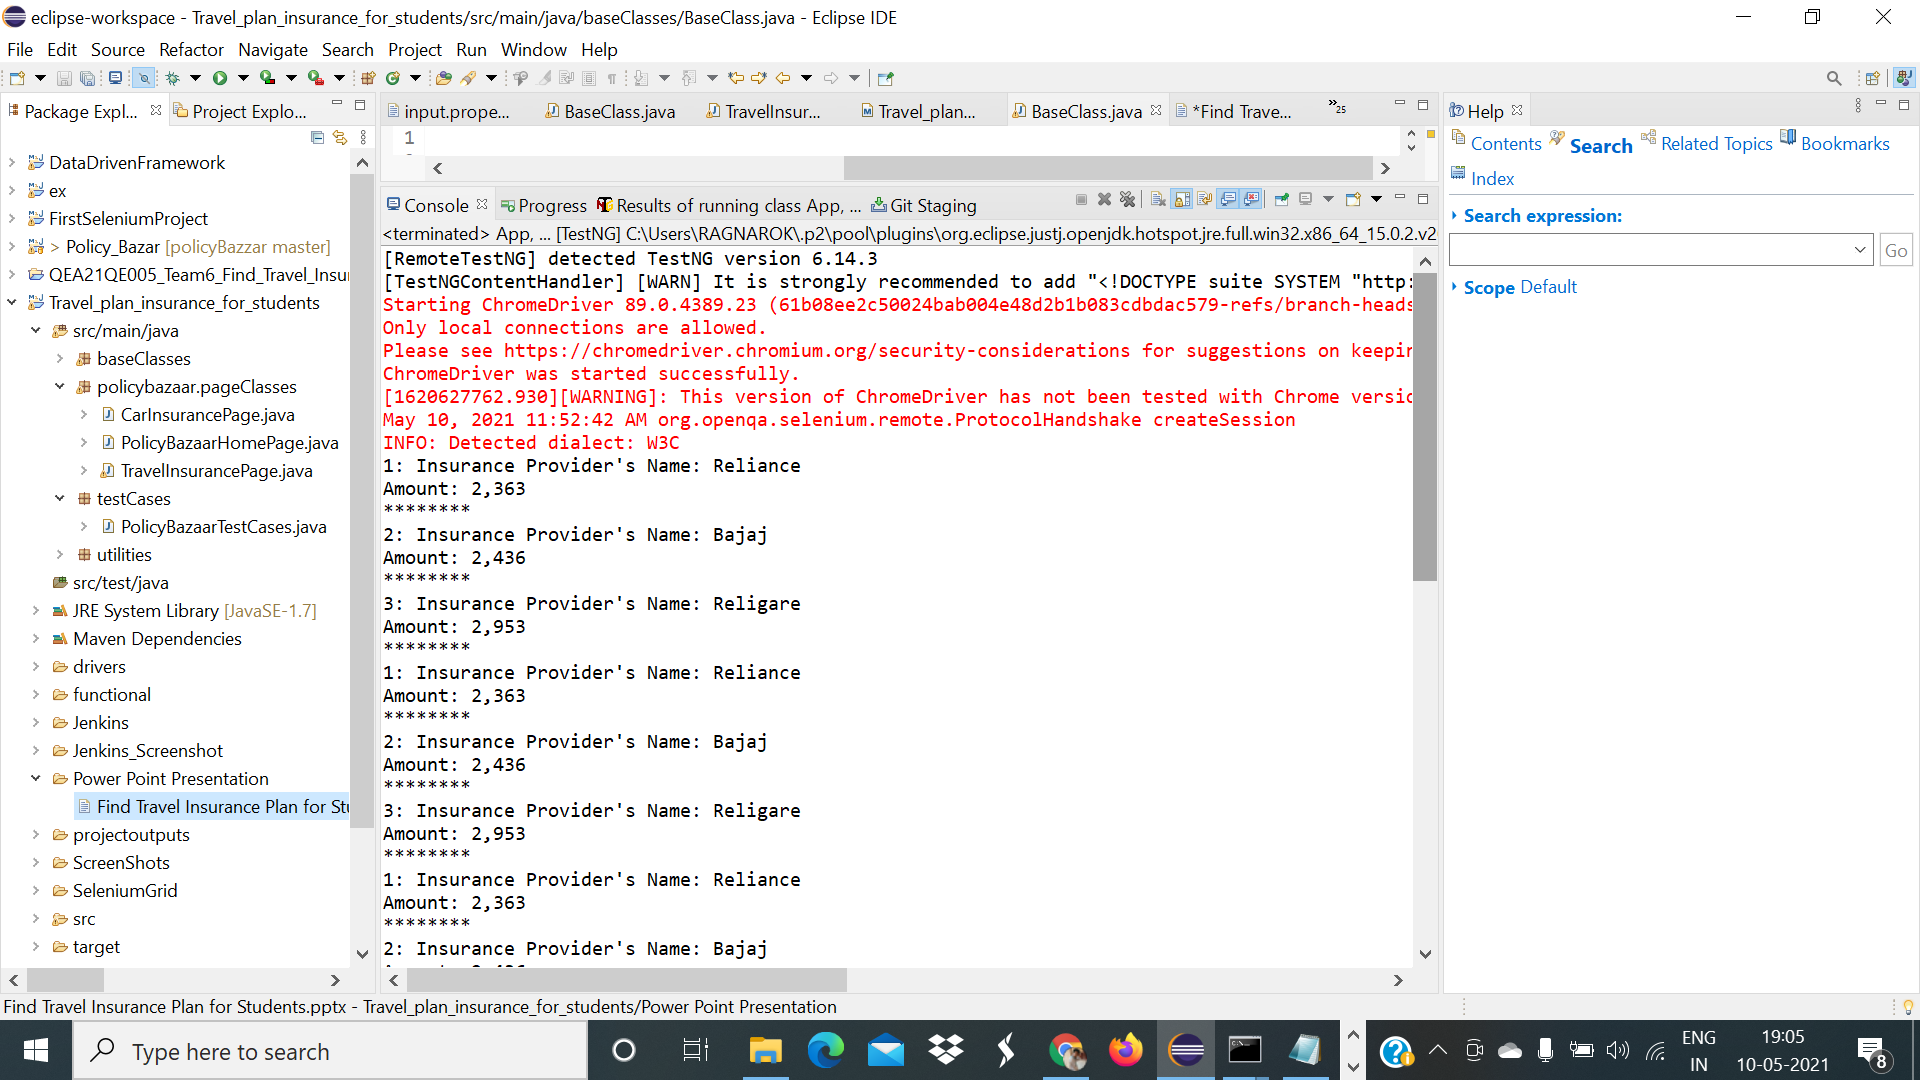 eclipse-workspace - Travel_plan_insurance_for_students/src/main/java/baseClasses/BaseClass.java - Eclipse IDE
File Edit Source Refactor Navigate Search Project Run Window Help
Package Expl... Project Explo...
DataDrivenFramework
ex
FirstSeleniumProject
> Policy_Bazar [policyBazzar master]
QEA21QE005_Team6_Find_Travel_Insu
Travel_plan_insurance_for_students
src/main/java
baseClasses
policybazaar.pageClasses
CarInsurancePage.java
PolicyBazaarHomePage.java
TravelInsurancePage.java
testCases
PolicyBazaarTestCases.java
utilities
src/test/java
JRE System Library [JavaSE-1.7]
Maven Dependencies
drivers
functional
Jenkins
Jenkins_Screenshot
Power Point Presentation
Find Travel Insurance Plan for Stu
projectoutputs
ScreenShots
SeleniumGrid
src
target
input.prope... BaseClass.java TravelInsur... Travel_plan... BaseClass.java *Find Trave... »25
1
Console Progress Results of running class App, ... Git Staging
<terminated> App, ... [TestNG] C:\Users\RAGNAROK\.p2\pool\plugins\org.eclipse.justj.openjdk.hotspot.jre.full.win32.x86_64_15.0.2.v2
[RemoteTestNG] detected TestNG version 6.14.3
[TestNGContentHandler] [WARN] It is strongly recommended to add "<!DOCTYPE suite SYSTEM "http:
Starting ChromeDriver 89.0.4389.23 (61b08ee2c50024bab004e48d2b1b083cdbdac579-refs/branch-heads
Only local connections are allowed.
Please see https://chromedriver.chromium.org/security-considerations for suggestions on keepin
ChromeDriver was started successfully.
[1620627762.930][WARNING]: This version of ChromeDriver has not been tested with Chrome versio
May 10, 2021 11:52:42 AM org.openqa.selenium.remote.ProtocolHandshake createSession
INFO: Detected dialect: W3C
1: Insurance Provider's Name: Reliance
Amount: 2,363
********
2: Insurance Provider's Name: Bajaj
Amount: 2,436
********
3: Insurance Provider's Name: Religare
Amount: 2,953
********
1: Insurance Provider's Name: Reliance
Amount: 2,363
********
2: Insurance Provider's Name: Bajaj
Amount: 2,436
********
3: Insurance Provider's Name: Religare
Amount: 2,953
********
1: Insurance Provider's Name: Reliance
Amount: 2,363
********
2: Insurance Provider's Name: Bajaj
Help
Contents Search Related Topics Bookmarks
Index
Search expression:
Go
Scope Default
Find Travel Insurance Plan for Students.pptx - Travel_plan_insurance_for_students/Power Point Presentation
Type here to search
ENG
IN
19:05
10-05-2021
8